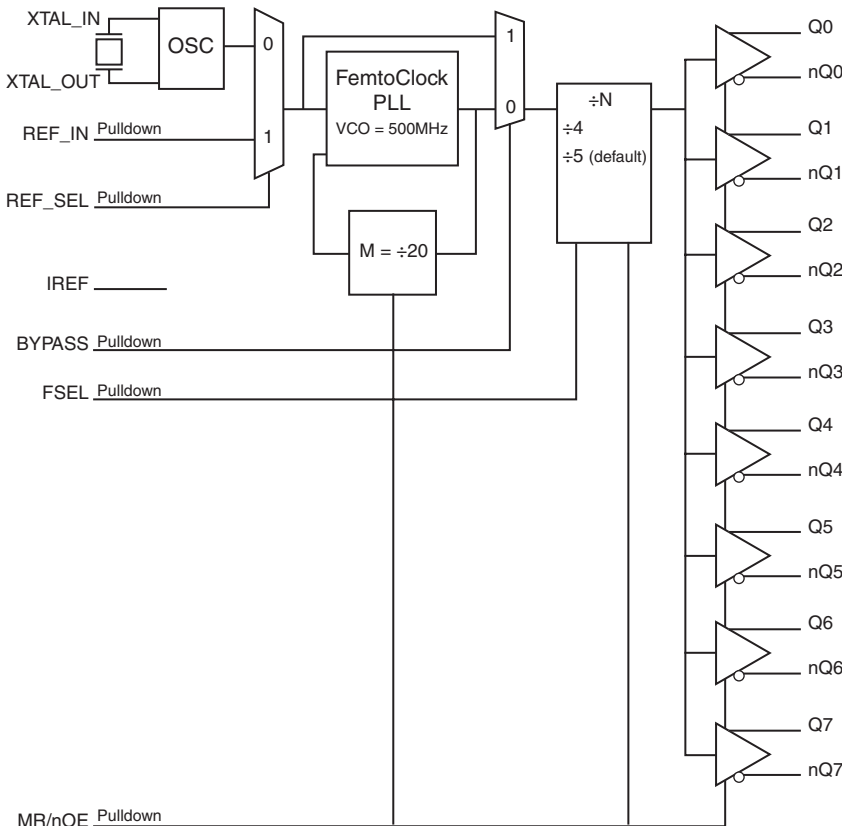 XTAL_IN
OSC
XTAL_OUT
0
1
REF_IN Pulldown
REF_SEL Pulldown
FemtoClock
PLL
VCO = 500MHz
1
0
÷N
÷4
÷5 (default)
M = ÷20
IREF
BYPASS Pulldown
FSEL Pulldown
MR/nOE Pulldown
Q0
nQ0
Q1
nQ1
Q2
nQ2
Q3
nQ3
Q4
nQ4
Q5
nQ5
Q6
nQ6
Q7
nQ7